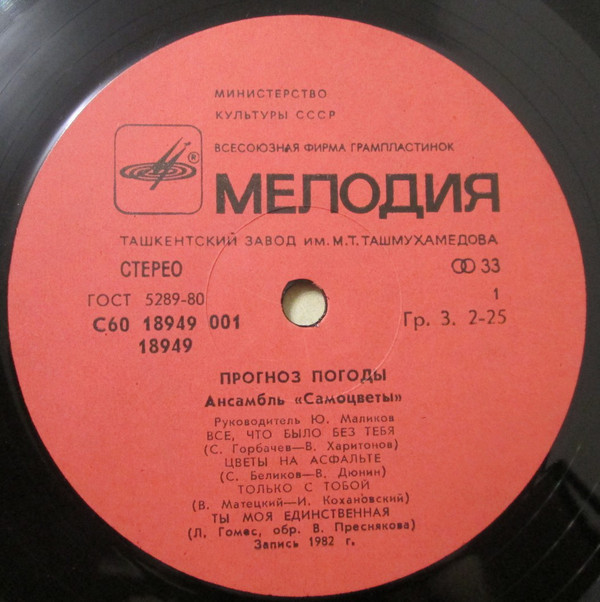 МИНИСТЕРСТВО
КУЛЬТУРЫ СССР
ВСЕСОЮЗНАЯ ФИРМА ГРАМПЛАСТИНОК
®
МЕЛОДИЯ
ТАШКЕНТСКИЙ ЗАВОД ИМ. М.Т. ТАШМУХАМЕДОВА
СТЕРЕО 33
ГОСТ 5289-80 1
С60 18949 001 Гр. 3. 2-25
18949
ПРОГНОЗ ПОГОДЫ
Ансамбль «Самоцветы»
Руководитель Ю. Маликов
ВСЕ, ЧТО БЫЛО БЕЗ ТЕБЯ
(С. Горбачев—В. Харитонов)
ЦВЕТЫ НА АСФАЛЬТЕ
(С. Беликов—В. Дюнин)
ТОЛЬКО С ТОБОЙ
(В. Матецкий—И. Кохановский)
ТЫ МОЯ ЕДИНСТВЕННАЯ
(Л. Гомес, обр. В. Преснякова)
Запись 1982 г.